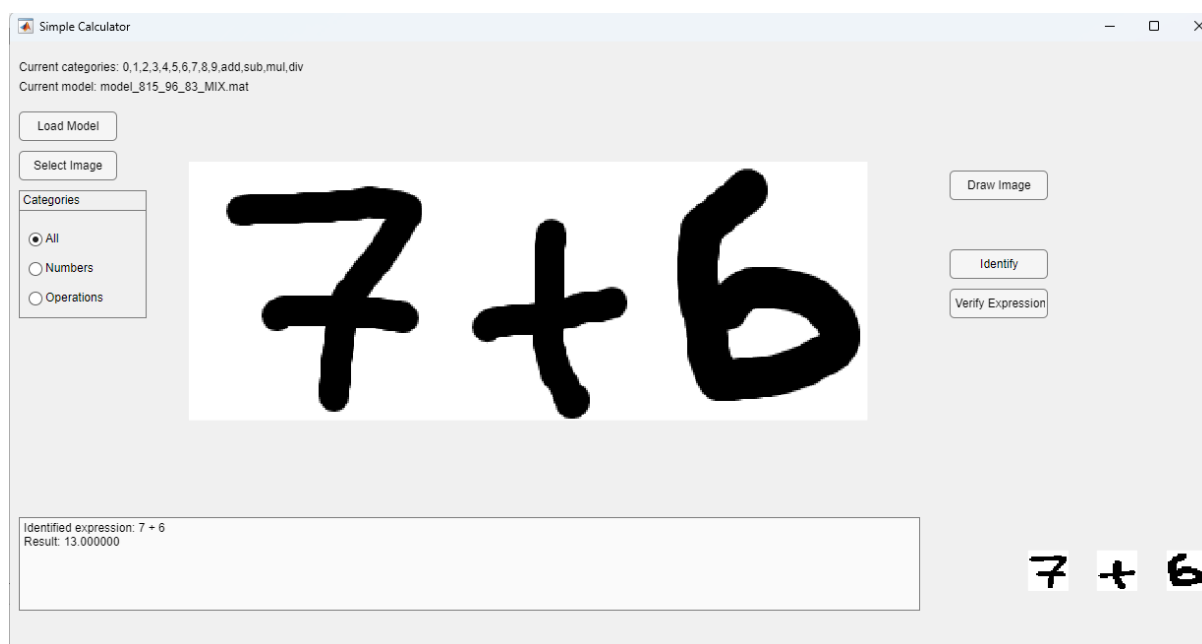 Simple Calculator
Current categories: 0,1,2,3,4,5,6,7,8,9,add,sub,mul,div
Current model: model_815_96_83_MIX.mat
Load Model
Select Image
Categories
All
Numbers
Operations
7+6
Draw Image
Identify
Verify Expression
Identified expression: 7 + 6
Result: 13.000000
7 + 6